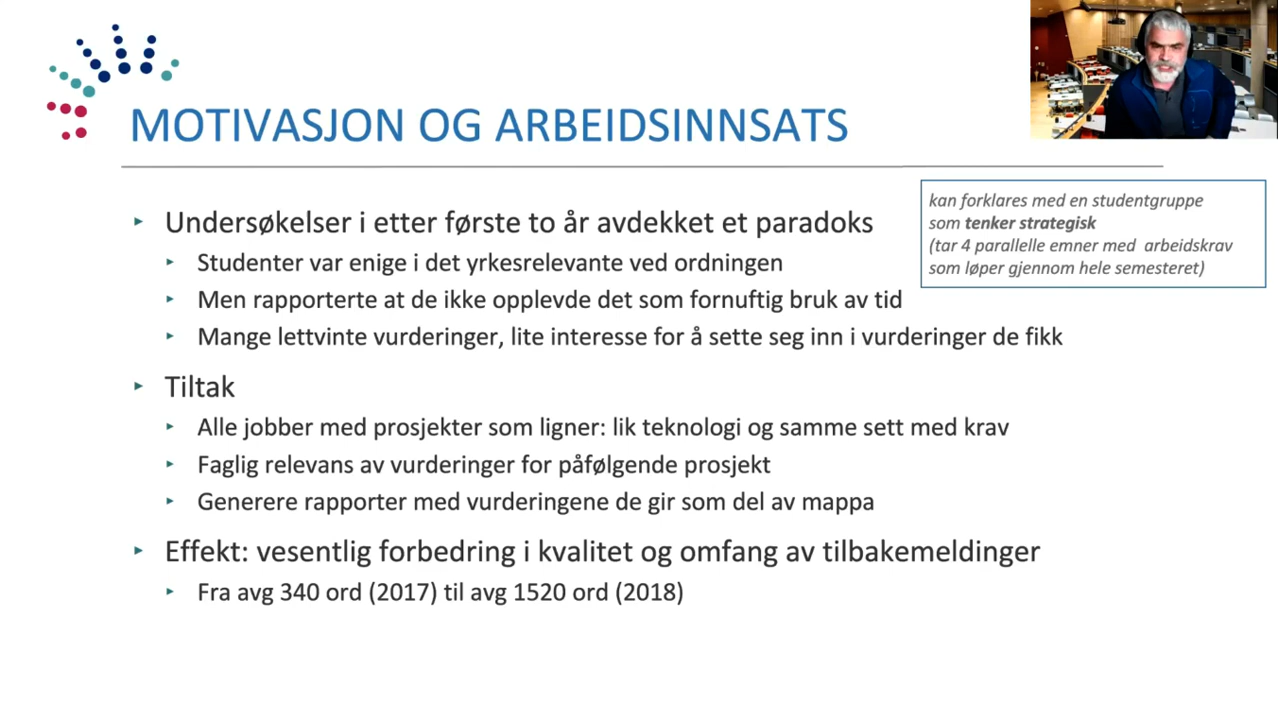 MOTIVASJON OG ARBEIDSINNSATS
Undersøkelser i etter første to år avdekket et paradoks
Studenter var enige i det yrkesrelevante ved ordningen
Men rapporterte at de ikke opplevde det som fornuftig bruk av tid
Mange lettvinte vurderinger, lite interesse for å sette seg inn i vurderinger de fikk
kan forklares med en studentgruppe
som tenker strategisk
(tar 4 parallelle emner med arbeidskrav
som løper gjennom hele semesteret)
Tiltak
Alle jobber med prosjekter som ligner: lik teknologi og samme sett med krav
Faglig relevans av vurderinger for påfølgende prosjekt
Generere rapporter med vurderingene de gir som del av mappa
Effekt: vesentlig forbedring i kvalitet og omfang av tilbakemeldinger
Fra avg 340 ord (2017) til avg 1520 ord (2018)